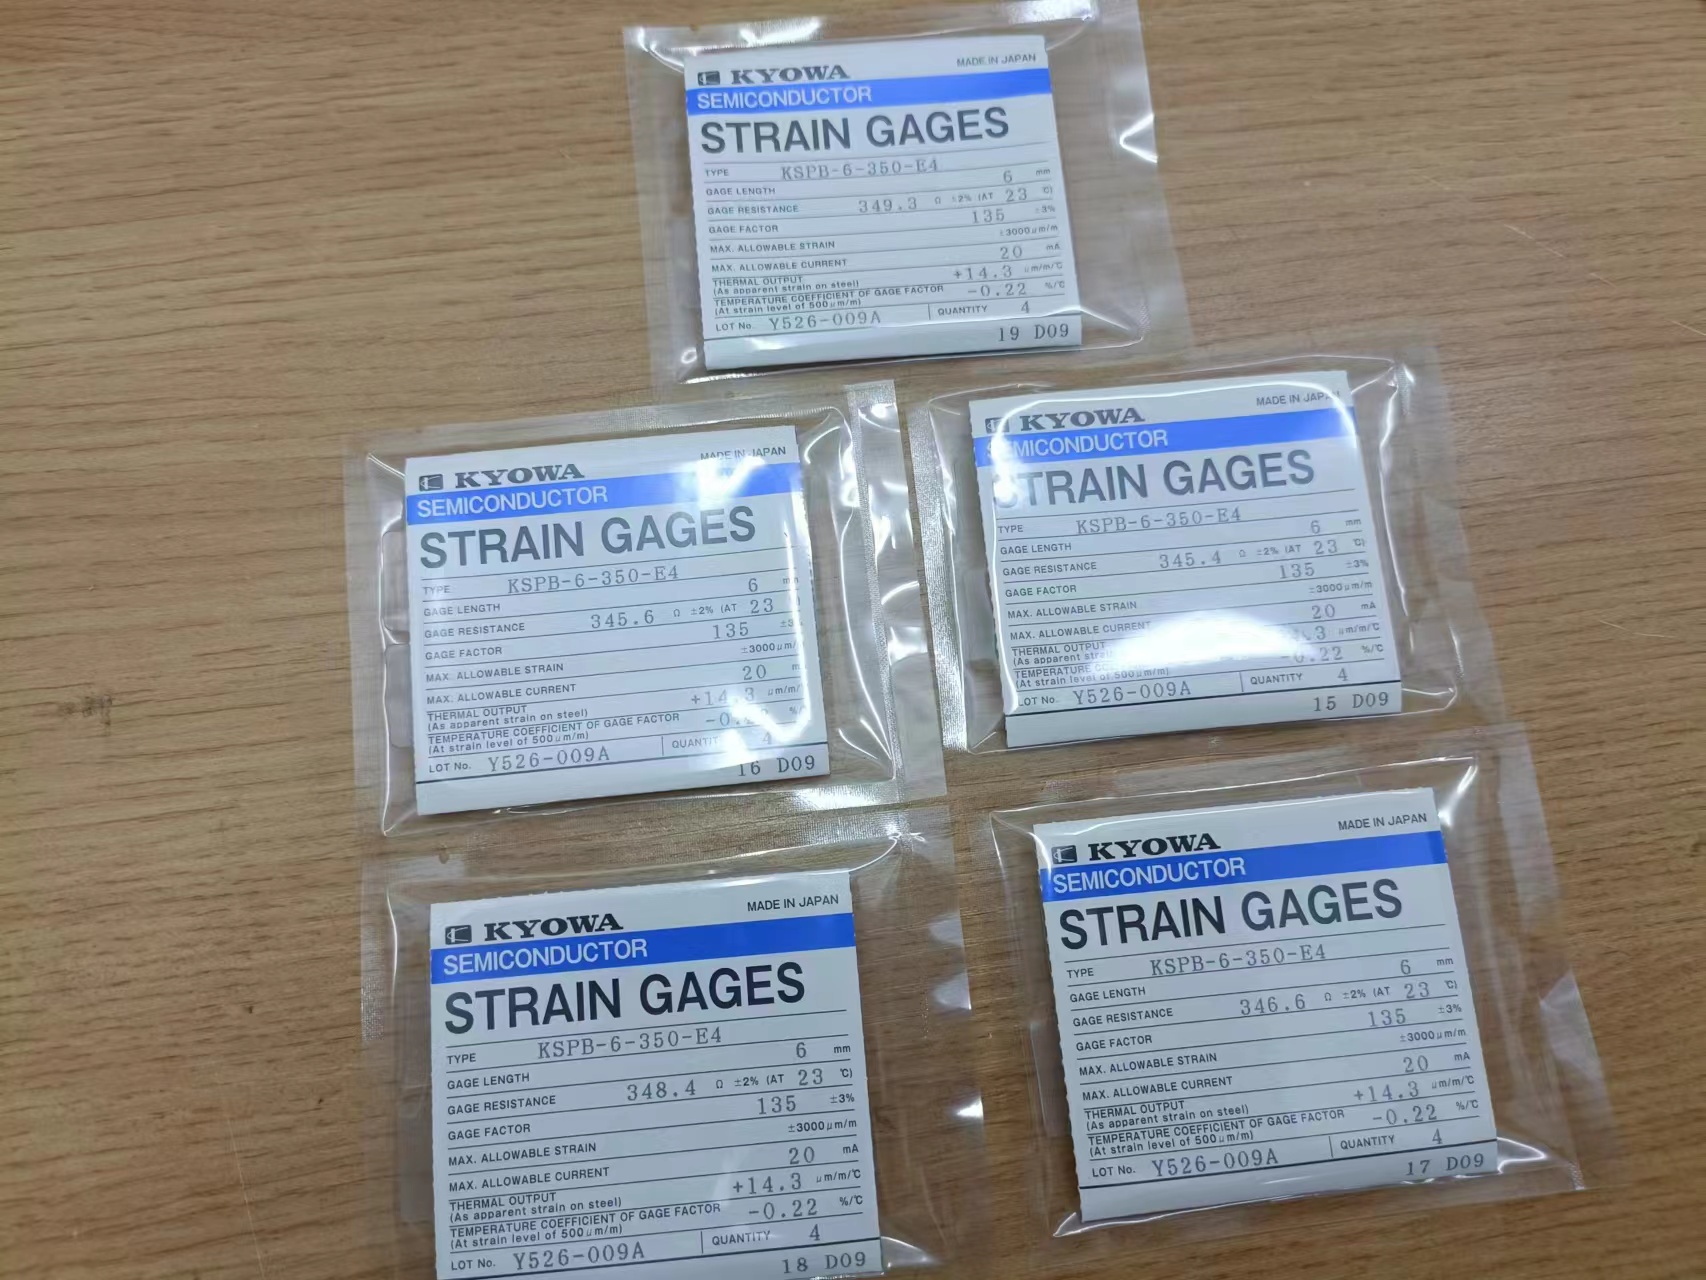 KYOWA MADE IN JAPAN
SEMICONDUCTOR
STRAIN GAGES
TYPE KSPB-6-350-E4
GAGE LENGTH 6 mm
GAGE RESISTANCE 349.3 Ω ±2% (AT 23 ℃)
GAGE FACTOR 135 ±3%
MAX. ALLOWABLE STRAIN ±3000μm/m
MAX. ALLOWABLE CURRENT 20 mA
THERMAL OUTPUT +14.3 μm/m/℃
(As apparent strain on steel)
TEMPERATURE COEFFICIENT OF GAGE FACTOR -0.22 %/℃
(At strain level of 500μm/m)
LOT No. Y526-009A QUANTITY 4
19 D09
KYOWA MADE IN JAPAN
SEMICONDUCTOR
STRAIN GAGES
TYPE KSPB-6-350-E4
GAGE LENGTH 6
GAGE RESISTANCE 345.6 Ω ±2% (AT 23
GAGE FACTOR 135
MAX. ALLOWABLE STRAIN ±3000μm/
MAX. ALLOWABLE CURRENT 20
THERMAL OUTPUT μm/m/
(As apparent strain on steel)
TEMPERATURE COEFFICIENT OF GAGE FACTOR
(At strain level of 500μm/m)
LOT No. Y526-009A 4
16 D09
KYOWA MADE IN
SEMICONDUCTOR
STRAIN GAGES
TYPE KSPB-6-350-E4
GAGE LENGTH 6 mm
GAGE RESISTANCE 345.4 Ω ±2% (AT 23 ℃)
GAGE FACTOR 135 ±3%
MAX. ALLOWABLE STRAIN ±3000μm/m
MAX. ALLOWABLE CURRENT 20 mA
THERMAL OUTPUT μm/m/℃
(As apparent
TEMPERATURE -0.22 %/℃
(At strain level of 500μm/m)
LOT No. Y526-009A QUANTITY 4
15 D09
KYOWA MADE IN JAPAN
SEMICONDUCTOR
STRAIN GAGES
TYPE KSPB-6-350-E4
GAGE LENGTH 6 mm
GAGE RESISTANCE 348.4 Ω ±2% (AT 23 ℃)
GAGE FACTOR 135 ±3%
MAX. ALLOWABLE STRAIN ±3000μm/m
MAX. ALLOWABLE CURRENT 20 mA
THERMAL OUTPUT +14.3 μm/m/℃
(As apparent strain on steel)
TEMPERATURE COEFFICIENT OF GAGE FACTOR -0.22 %/℃
(At strain level of 500μm/m)
LOT No. Y526-009A QUANTITY 4
18 D09
KYOWA MADE IN JAPAN
SEMICONDUCTOR
STRAIN GAGES
TYPE KSPB-6-350-E4
GAGE LENGTH 6 mm
GAGE RESISTANCE 346.6 Ω ±2% (AT 23 ℃)
GAGE FACTOR 135 ±3%
MAX. ALLOWABLE STRAIN ±3000μm/m
MAX. ALLOWABLE CURRENT 20 mA
THERMAL OUTPUT +14.3 μm/m/℃
(As apparent strain on steel)
TEMPERATURE COEFFICIENT OF GAGE FACTOR -0.22 %/℃
(At strain level of 500μm/m)
LOT No. Y526-009A QUANTITY 4
17 D09